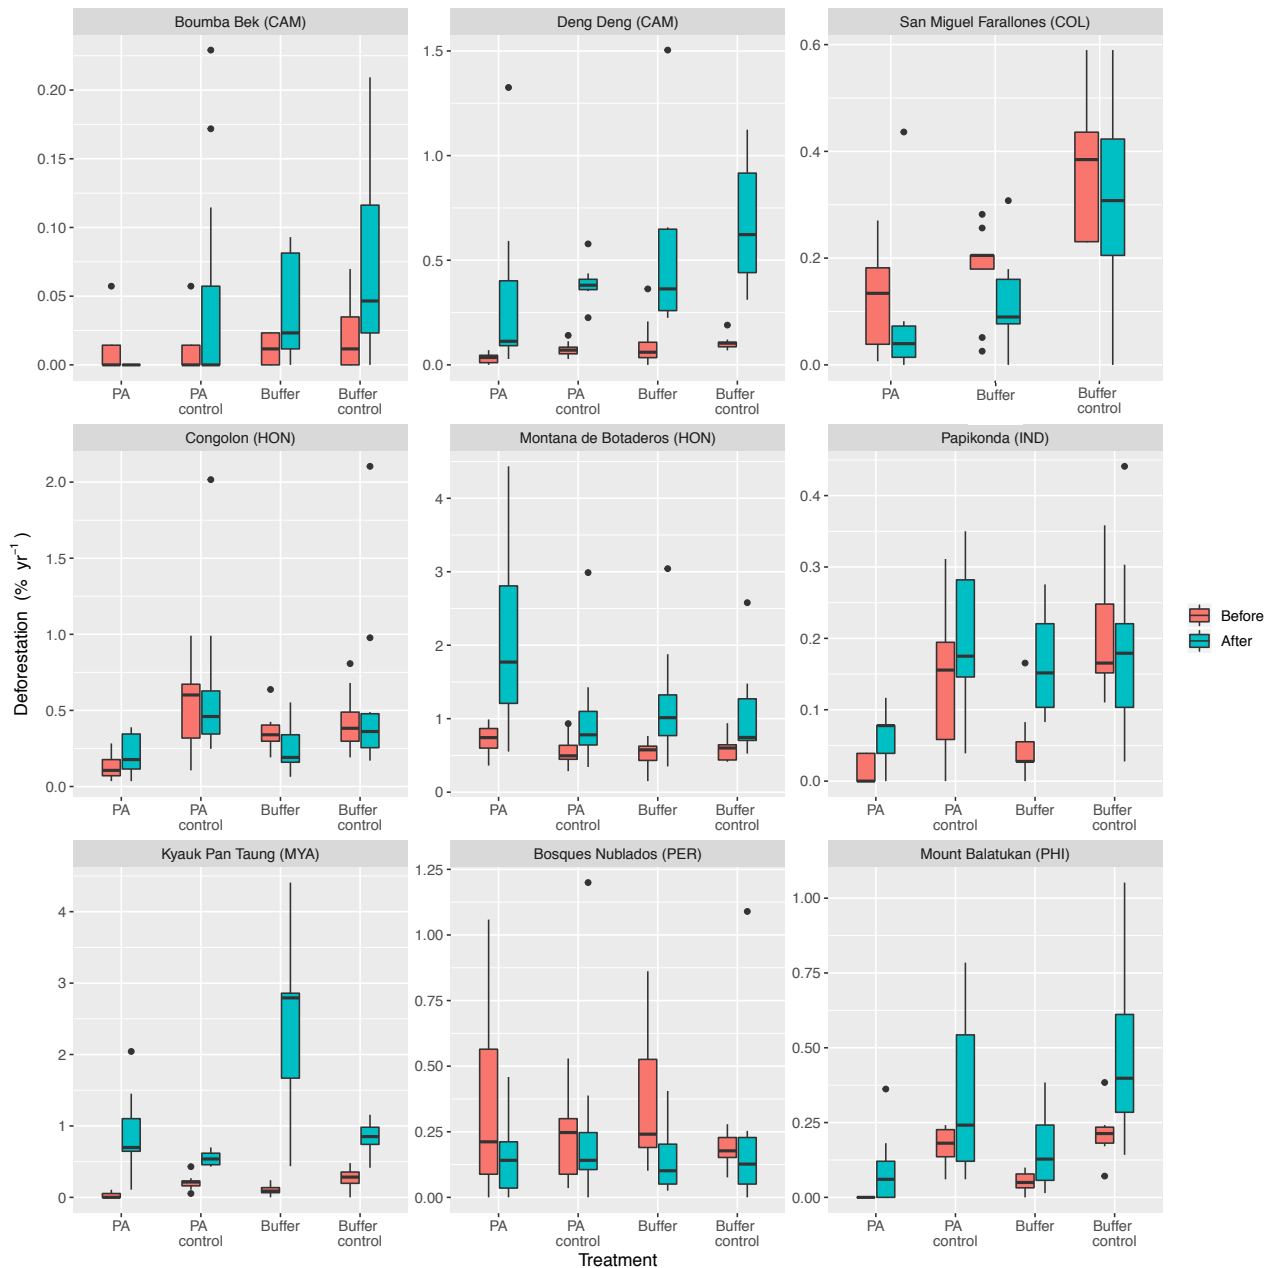 Boumba Bek (CAM)
Deng Deng (CAM)
San Miguel Farallones (COL)
0.20
0.15
0.10
0.05
0.00
PA
PA control
Buffer
Buffer control
1.5
1.0
0.5
0.0
PA
PA control
Buffer
Buffer control
0.6
0.4
0.2
0.0
PA
Buffer
Buffer control
Congolon (HON)
Montana de Botaderos (HON)
Papikonda (IND)
2.0
1.5
1.0
0.5
0.0
PA
PA control
Buffer
Buffer control
4
3
2
1
0
PA
PA control
Buffer
Buffer control
0.4
0.3
0.2
0.1
0.0
PA
PA control
Buffer
Buffer control
Deforestation (% yr⁻¹ )
Before
After
Kyauk Pan Taung (MYA)
Bosques Nublados (PER)
Mount Balatukan (PHI)
4
3
2
1
0
PA
PA control
Buffer
Buffer control
1.25
1.00
0.75
0.50
0.25
0.00
PA
PA control
Buffer
Buffer control
1.00
0.75
0.50
0.25
0.00
PA
PA control
Buffer
Buffer control
Treatment